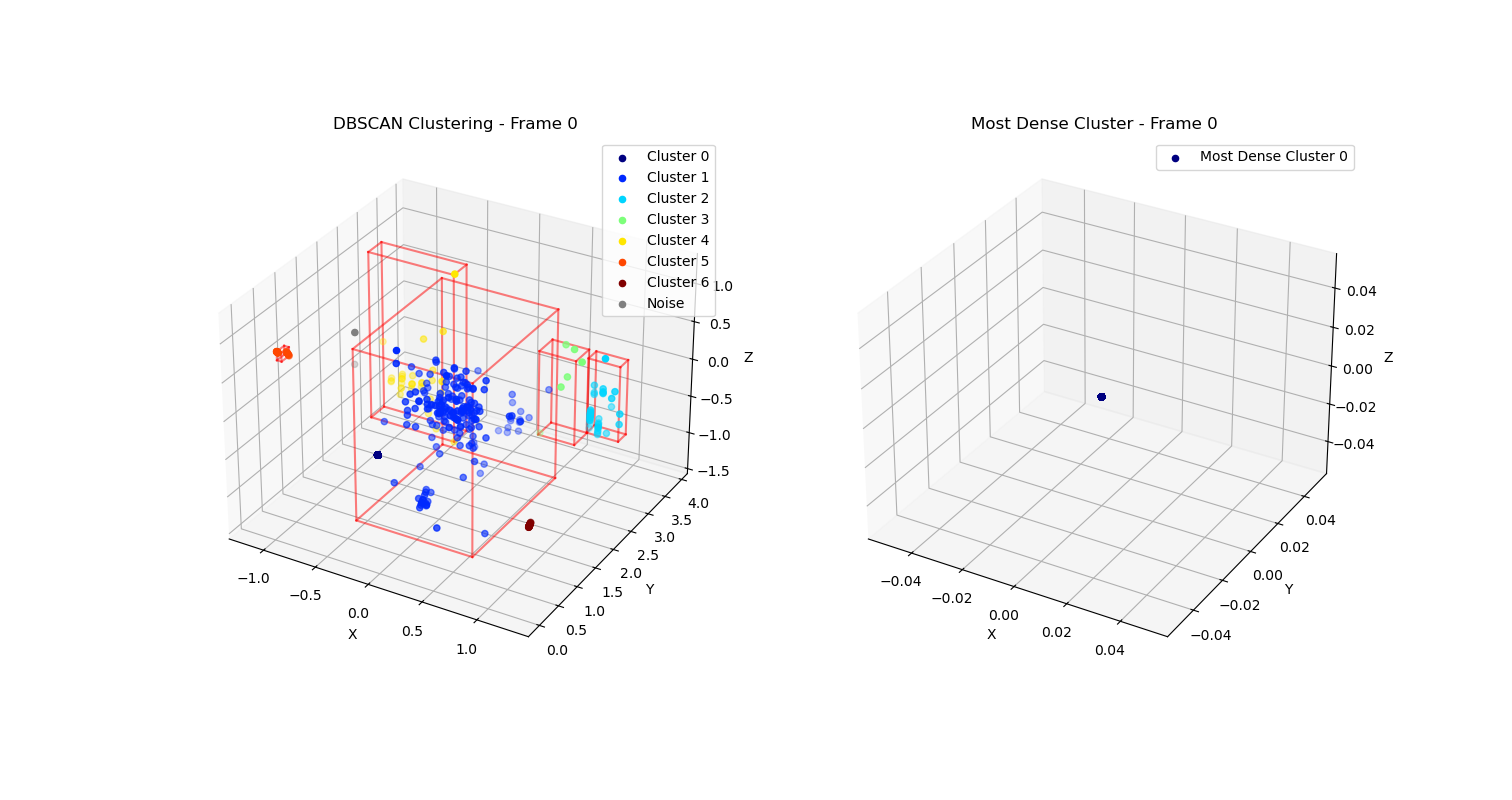 DBSCAN Clustering - Frame 0
Cluster 0
Cluster 1
Cluster 2
Cluster 3
Cluster 4
Cluster 5
Cluster 6
Noise
1.0
0.5
0.0
−0.5
−1.0
−1.5
Z
4.0
3.5
3.0
2.5
2.0
1.5
1.0
0.5
0.0
Y
−1.0
−0.5
0.0
0.5
1.0
X
Most Dense Cluster - Frame 0
Most Dense Cluster 0
0.04
0.02
0.00
−0.02
−0.04
Z
0.04
0.02
0.00
−0.02
−0.04
Y
−0.04
−0.02
0.00
0.02
0.04
X